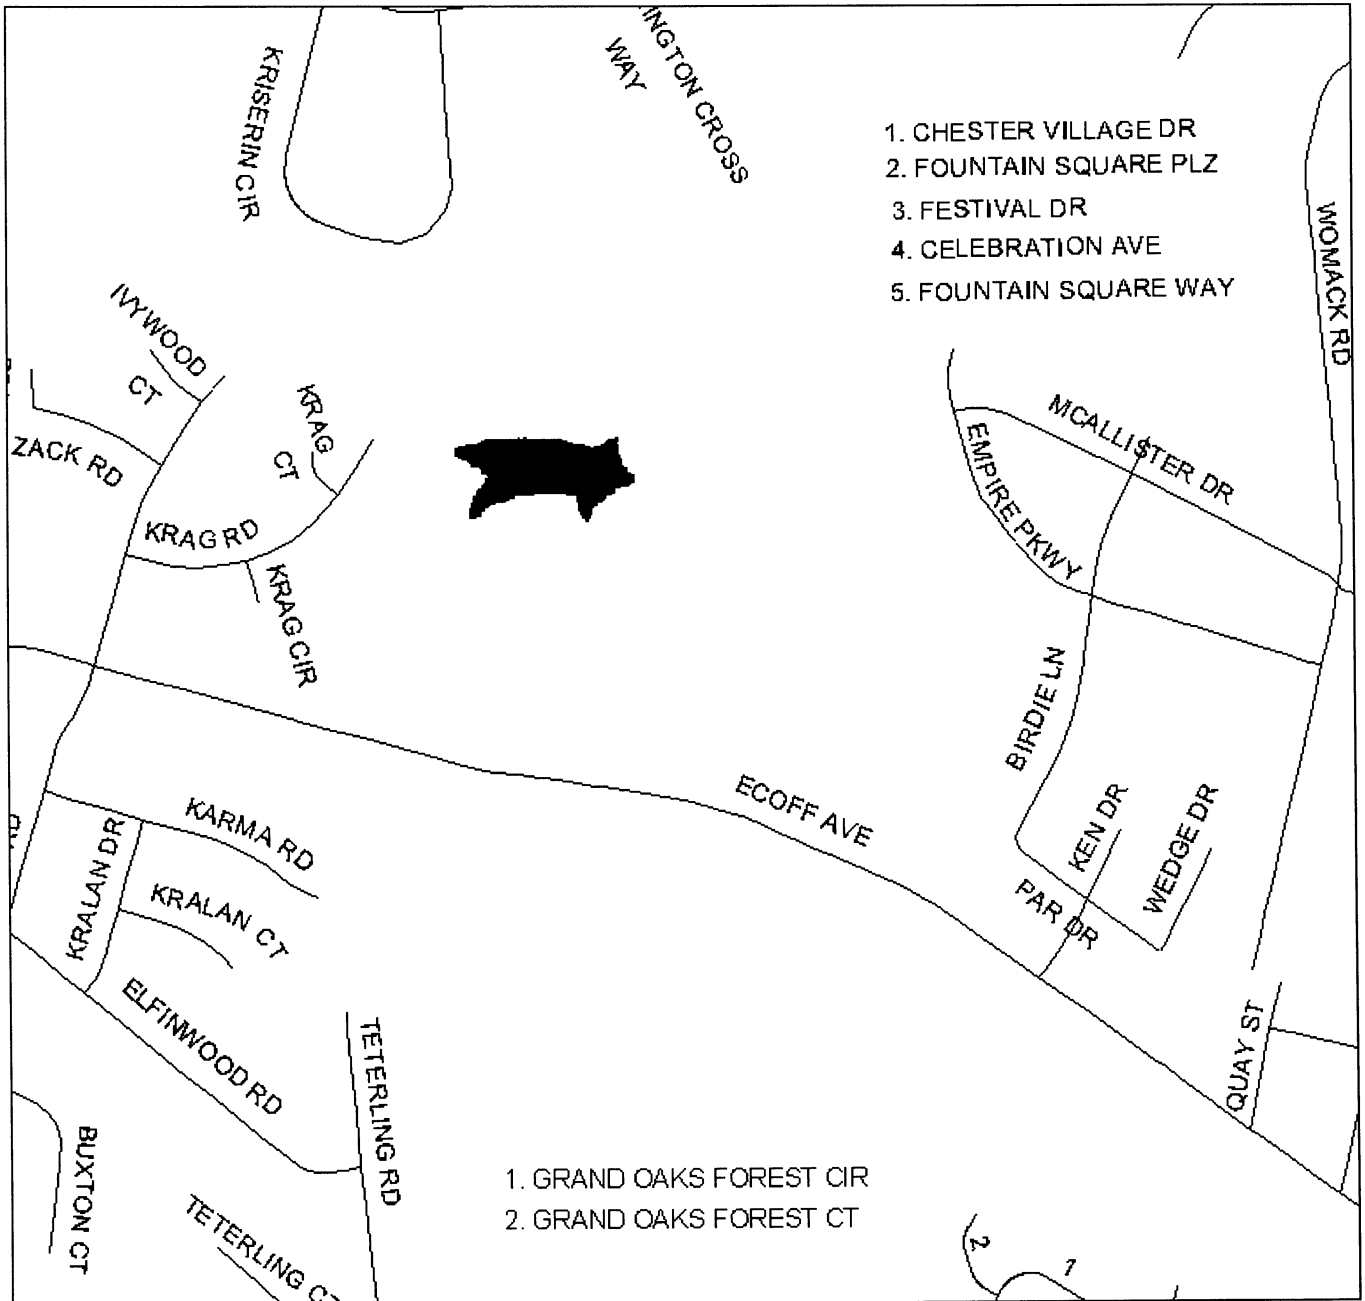 KRISERIN CIR
INGTON CROSS
WAY
1. CHESTER VILLAGE DR
2. FOUNTAIN SQUARE PLZ
3. FESTIVAL DR
4. CELEBRATION AVE
5. FOUNTAIN SQUARE WAY
WOMACK RD
IVYWOOD
CT
KRAG
CT
ZACK RD
MCALLISTER DR
EMPIRE PKWY
KRAG RD
KRAG CIR
BIRDIE LN
ECOFF AVE
KEN DR
WEDGE DR
KARMA RD
KRALAN DR
KRALAN CT
PAR DR
ELFINWOOD RD
TETERLING RD
QUAY ST
BUXTON CT
TETERLING CT
1. GRAND OAKS FOREST CIR
2. GRAND OAKS FOREST CT
2
1